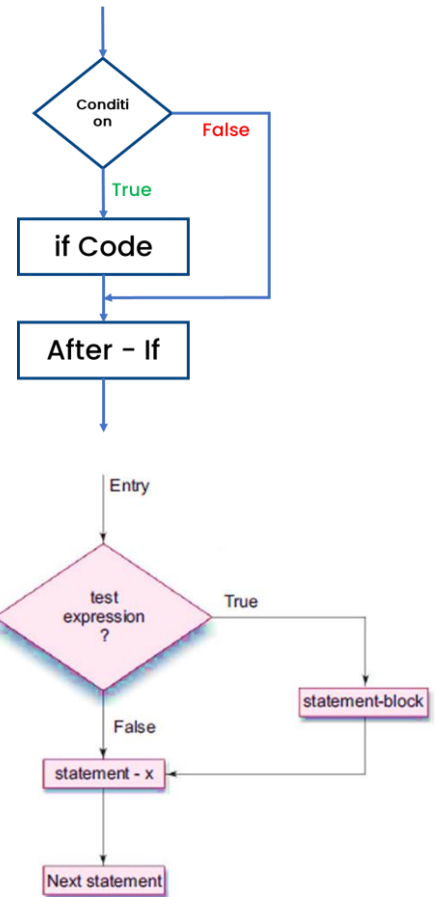 Conditi
on
False
True
if Code
After - If
Entry
test
expression
?
True
statement-block
False
statement - x
Next statement